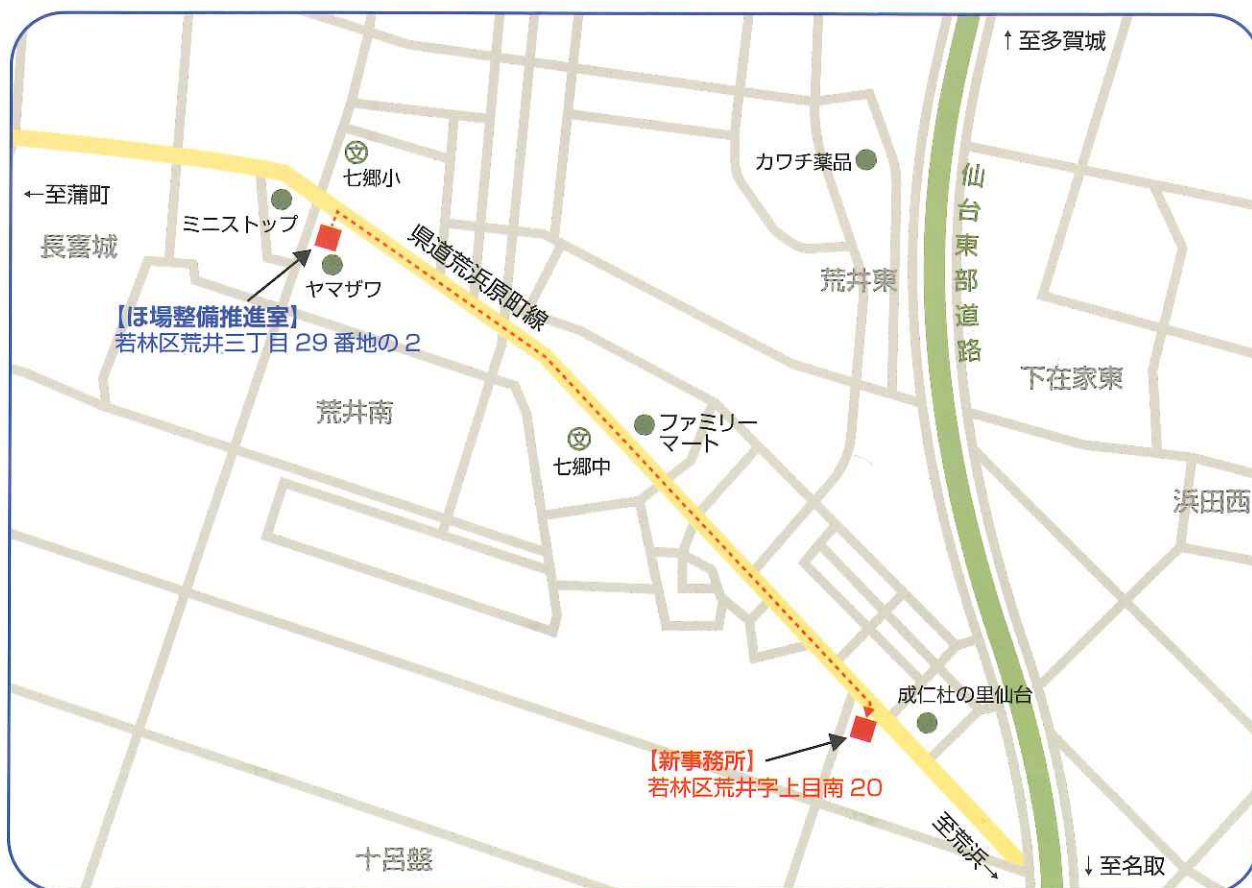 ↑至多賀城
文
七郷小
カワチ薬品
←至蒲町
ミニストップ
長喜城
ヤマザワ
県道荒浜原町線
荒井東
仙台東部道路
【ほ場整備推進室】
若林区荒井三丁目 29 番地の 2
下在家東
荒井南
ファミリー
マート
文
七郷中
浜田西
成仁杜の里仙台
【新事務所】
若林区荒井字上目南 20
至荒浜→
十呂盤
↓至名取